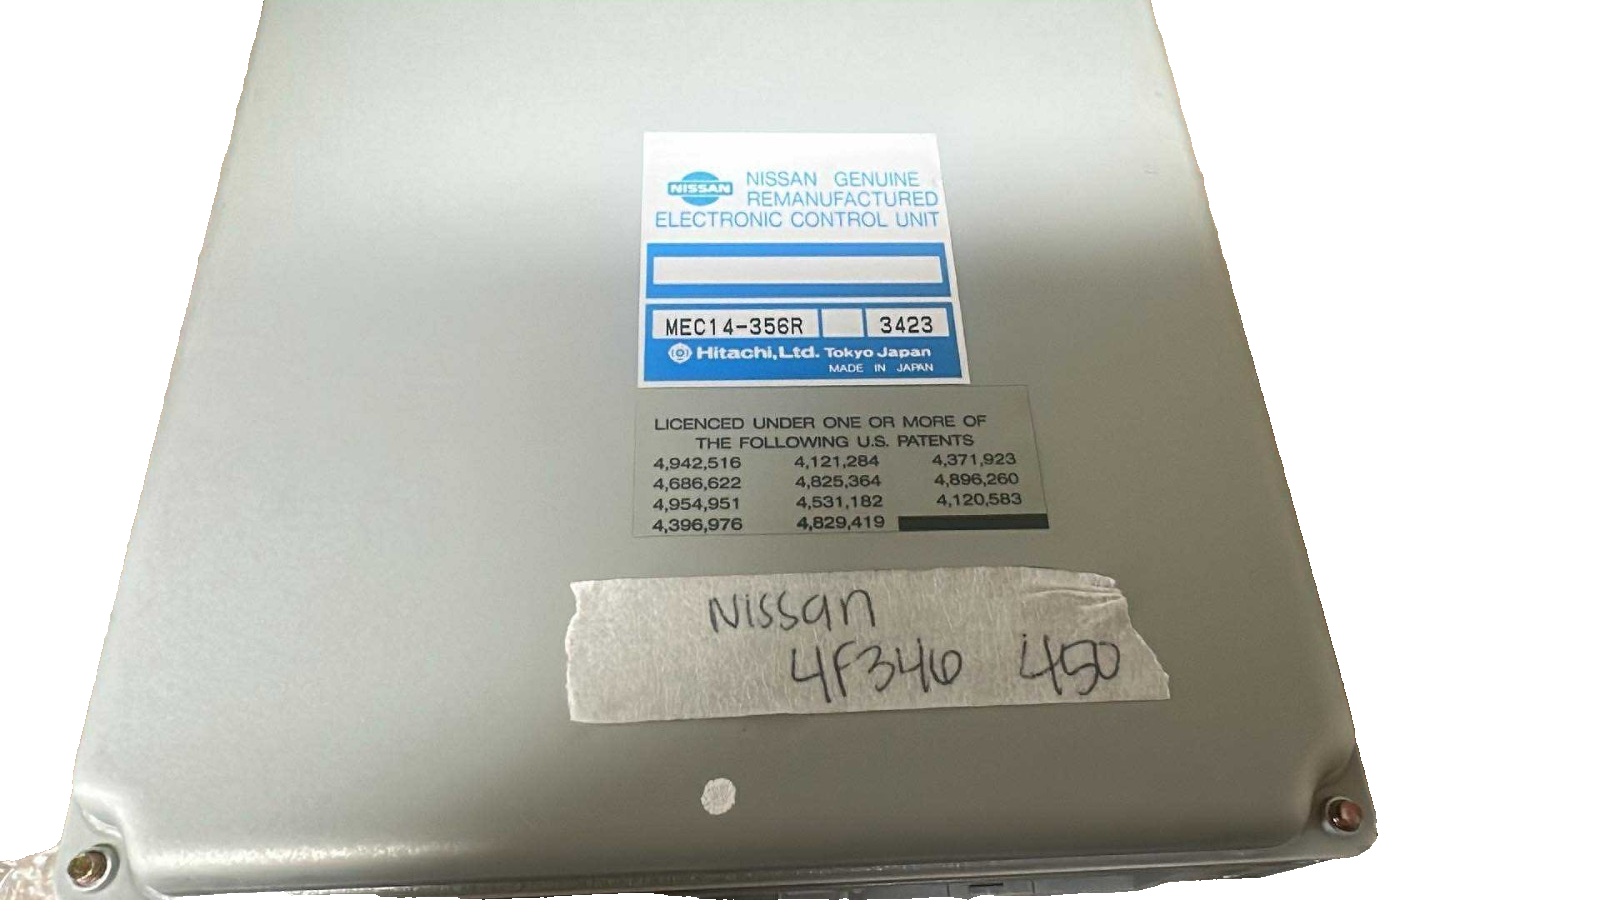 NISSAN
NISSAN GENUINE
REMANUFACTURED
ELECTRONIC CONTROL UNIT
MEC14-356R 3423
Hitachi,Ltd. Tokyo Japan
MADE IN JAPAN
LICENCED UNDER ONE OR MORE OF
THE FOLLOWING U.S. PATENTS
4,942,516 4,121,284 4,371,923
4,686,622 4,825,364 4,896,260
4,954,951 4,531,182 4,120,583
4,396,976 4,829,419
Nissan
4F346 450